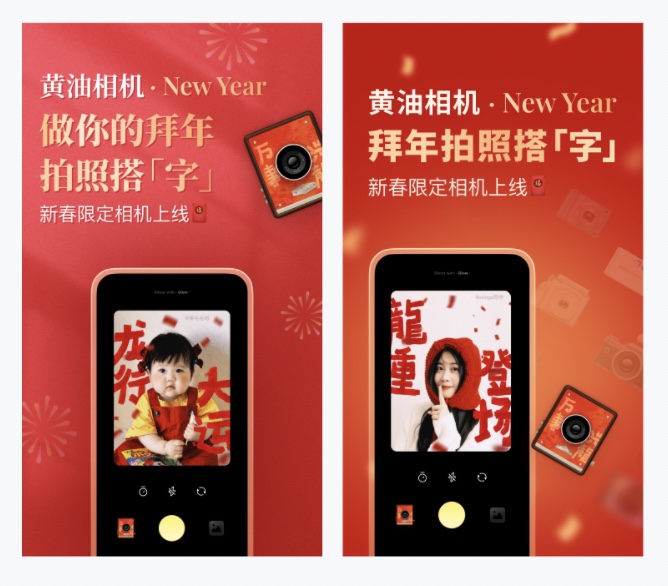 黄油相机 · New Year
做你的拜年
拍照搭「字」
新春限定相机上线
龙行
大运
黄油相机 · New Year
拜年拍照搭「字」
新春限定相机上线
龍重
登场